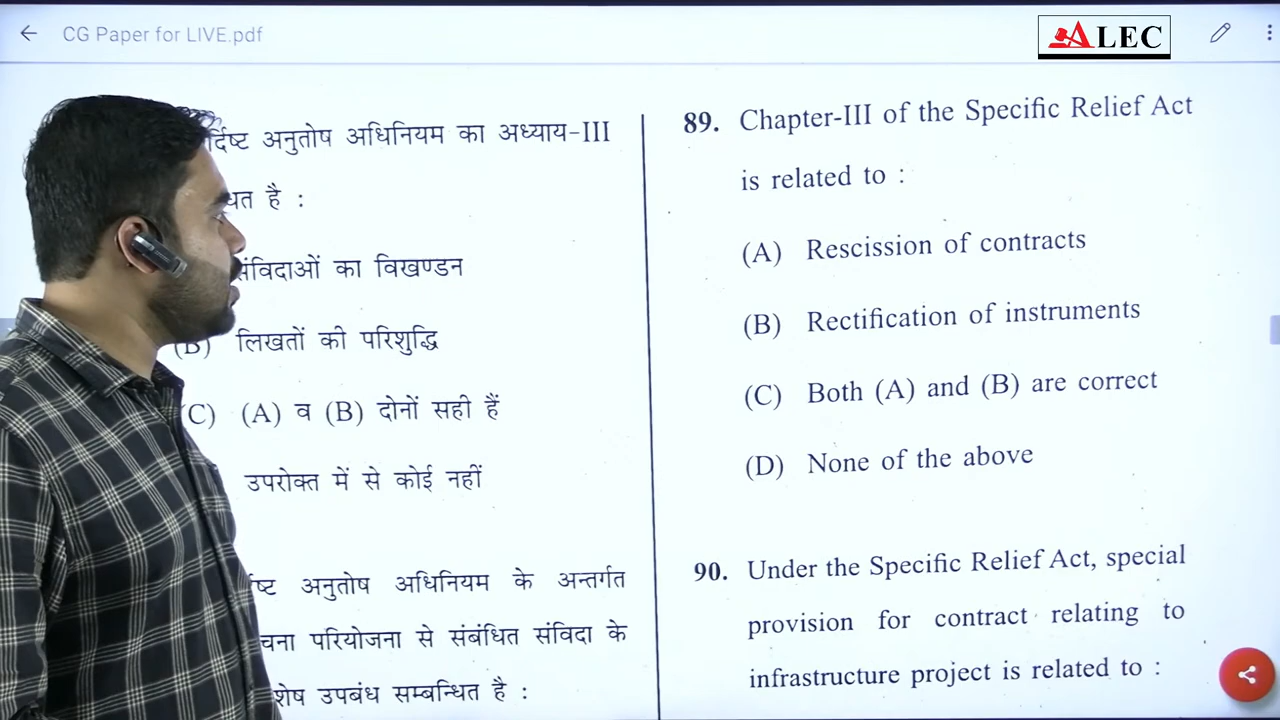 CG Paper for LIVE.pdf
ALEC
अनुतोष अधिनियम का अध्याय-III
है :
संविदाओं का विखण्डन
(B) लिखतों की परिशुद्धि
(C) (A) व (B) दोनों सही हैं
उपरोक्त में से कोई नहीं
अनुतोष अधिनियम के अन्तर्गत
परियोजना से संबंधित संविदा के
उपबंध सम्बन्धित है :
89. Chapter-III of the Specific Relief Act
is related to :
(A) Rescission of contracts
(B) Rectification of instruments
(C) Both (A) and (B) are correct
(D) None of the above
90. Under the Specific Relief Act, special
provision for contract relating to
infrastructure project is related to :